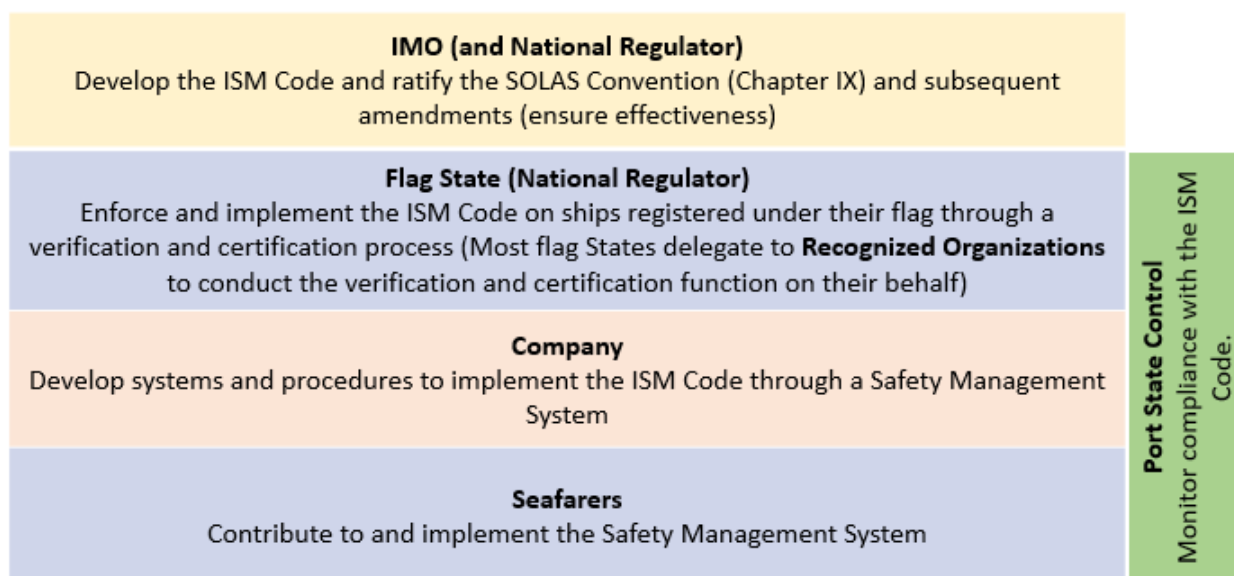 IMO (and National Regulator)
Develop the ISM Code and ratify the SOLAS Convention (Chapter IX) and subsequent
amendments (ensure effectiveness)
Flag State (National Regulator)
Enforce and implement the ISM Code on ships registered under their flag through a
verification and certification process (Most flag States delegate to Recognized Organizations
to conduct the verification and certification function on their behalf)
Company
Develop systems and procedures to implement the ISM Code through a Safety Management
System
Seafarers
Contribute to and implement the Safety Management System
Port State Control
Monitor compliance with the ISM
Code.